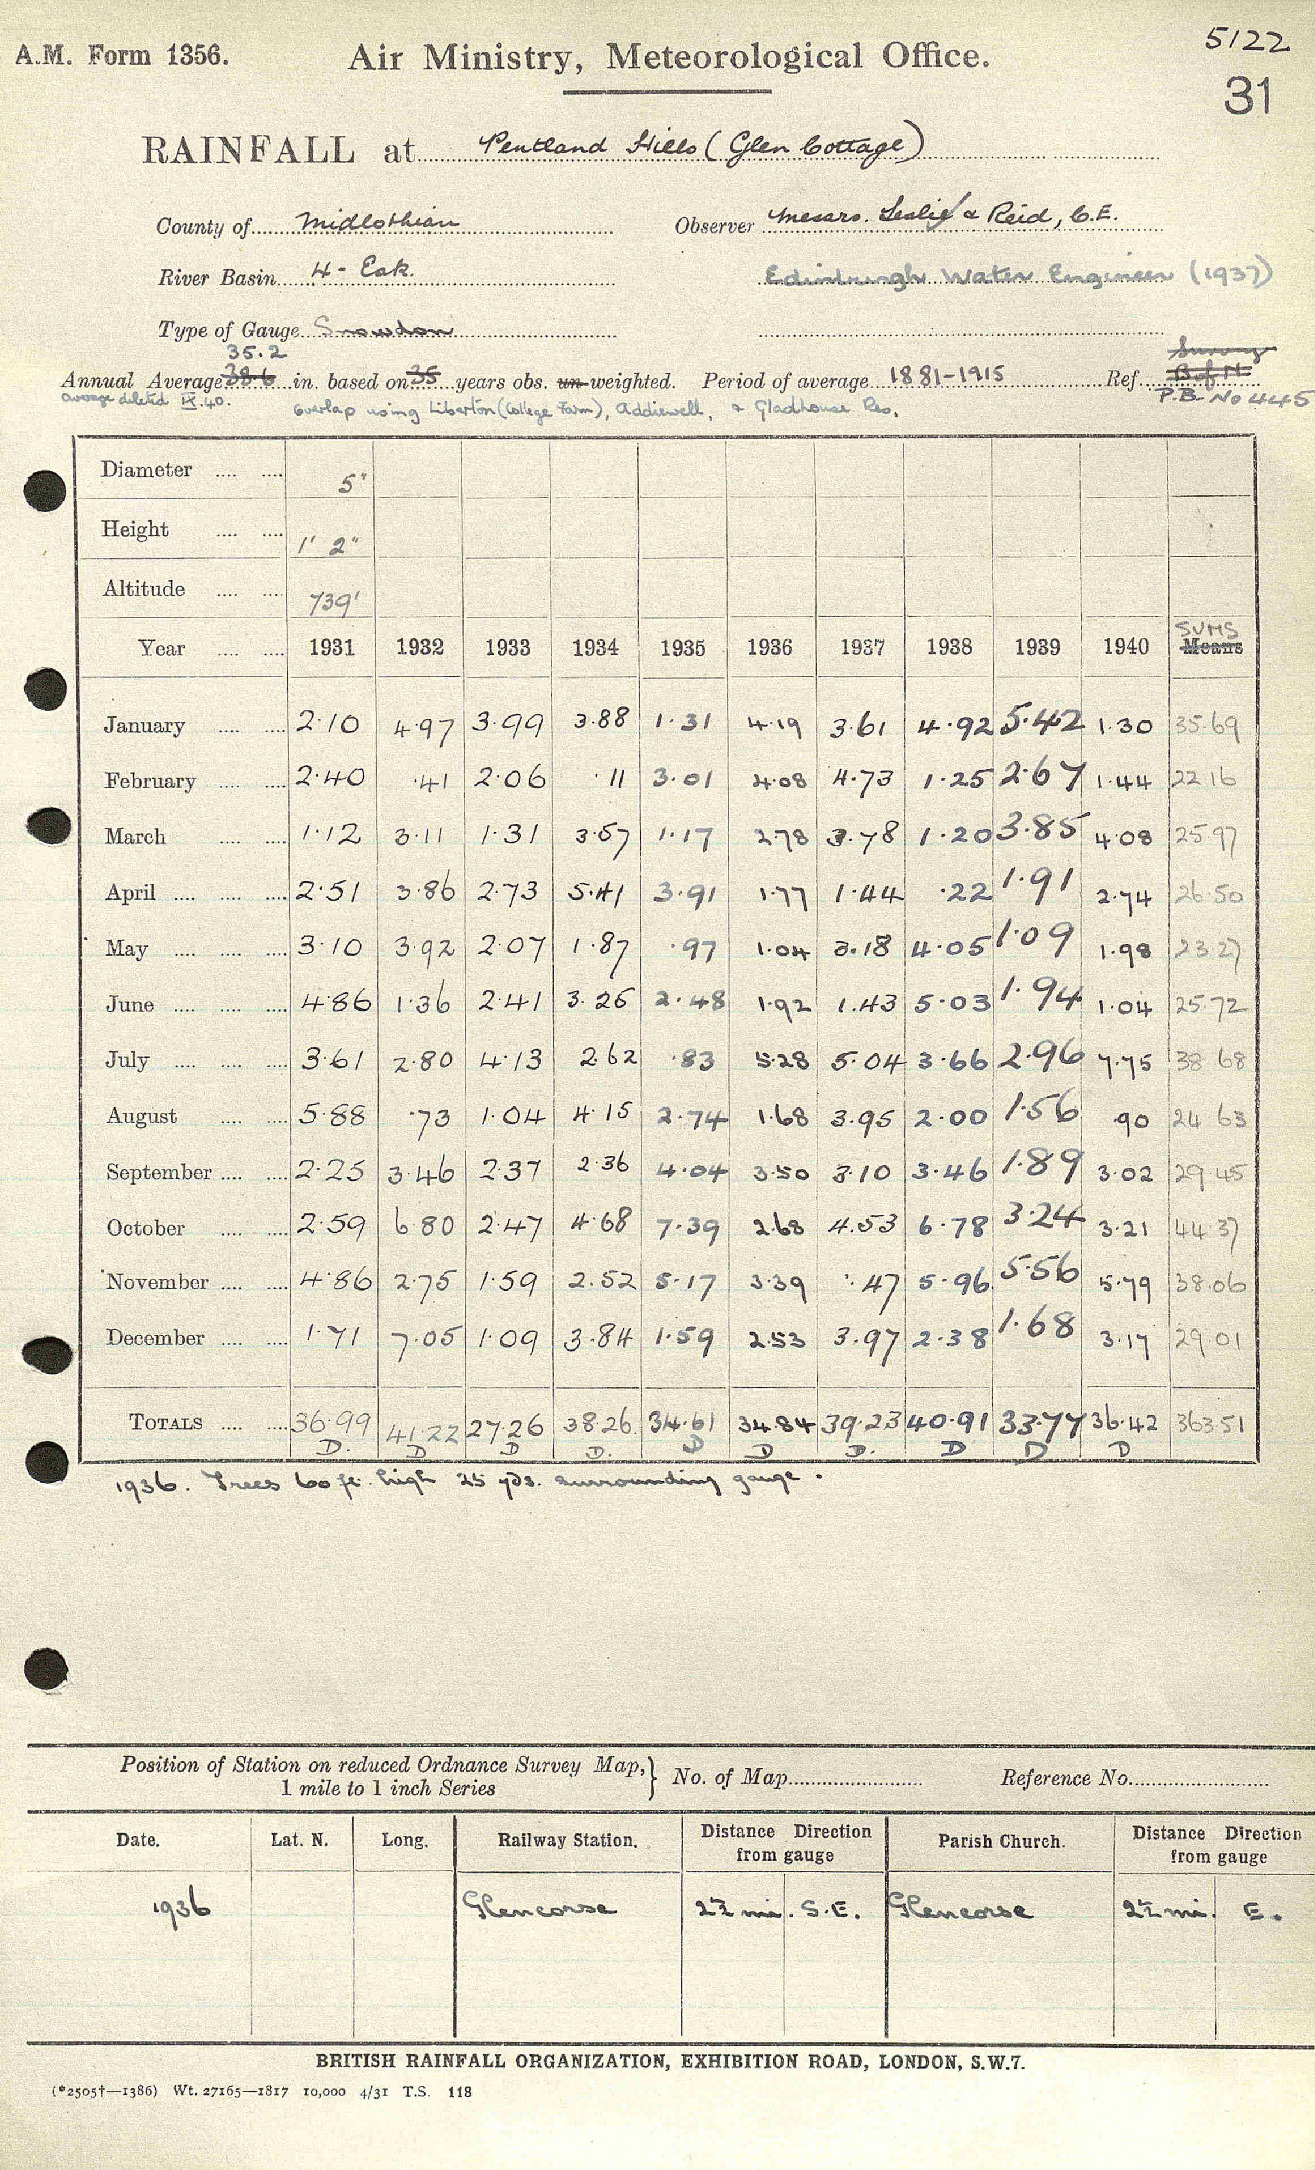 A.M. Form 1356. Air Ministry, Meteorological Office. 5122
31
RAINFALL at Pentland Hills (Glen Cottage)
County of Midlothian Observer Messrs. Leslie & Reid, C.E.
River Basin 4 - Esk. Edinburgh Water Engineer (1937)
Type of Gauge Snowdon
35.2
Annual Average 38.6 in. based on 35 years obs. un-weighted. Period of average 1881-1915 Ref. B of N
average deleted IX.40. Overlap using Liberton (College Farm), Addiewell, & Gladhouse Res. P.B. No 445
Diameter 5"
Height 1' 2"
Altitude 739'
SUMS
Year 1931 1932 1933 1934 1935 1936 1937 1938 1939 1940 Means
January 2.10 4.97 3.99 3.88 1.31 4.19 3.61 4.92 5.42 1.30 35.69
February 2.40 .41 2.06 .11 3.01 4.08 4.73 1.25 2.67 1.44 22 16
March 1.12 3.11 1.31 3.57 1.17 2.78 3.78 1.20 3.85 4.08 25.97
April 2.51 3.86 2.73 5.41 3.91 1.77 1.44 .22 1.91 2.74 26.50
May 3.10 3.92 2.07 1.87 .97 1.04 3.18 4.05 1.09 1.98 23.27
June 4.86 1.36 2.41 3.25 2.48 1.92 1.43 5.03 1.94 1.04 25.72
July 3.61 2.80 4.13 2.62 .83 5.28 5.04 3.66 2.96 7.75 38 68
August 5.88 .73 1.04 4.15 2.74 1.68 3.95 2.00 1.56 .90 24 63
September 2.25 3.46 2.37 2.36 4.04 3.50 3.10 3.46 1.89 3.02 29.45
October 2.59 6.80 2.47 4.68 7.39 2.68 4.53 6.78 3.24 3.21 44 37
November 4.86 2.75 1.59 2.52 5.17 3.39 .47 5.96 5.56 5.79 38.06
December 1.71 7.05 1.09 3.84 1.59 2.53 3.97 2.38 1.68 3.17 29.01
TOTALS 36.99 41.22 27.26 38.26 34.61 34.84 39.23 40.91 33.77 36.42 363.51
D. D D D. D D D. D D D
1936. Trees 60 ft. high 25 yds. surrounding gauge.
Position of Station on reduced Ordnance Survey Map,} No. of Map Reference No.
1 mile to 1 inch Series
Date. Lat. N. Long. Railway Station. Distance Direction Parish Church. Distance Direction
from gauge from gauge
1936 Glencorse 2½ mi. S.E. Glencorse 2½ mi. E.
BRITISH RAINFALL ORGANIZATION, EXHIBITION ROAD, LONDON, S.W.7.
(*2505†—1386) Wt. 27165—1817 10,000 4/31 T.S. 118